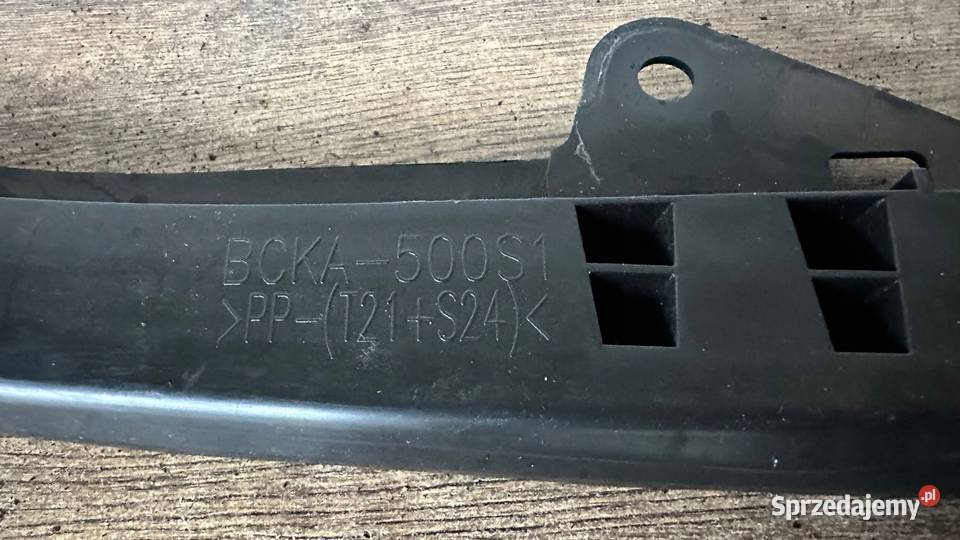 BCKA-500S1
>PP-(T21+S24)<
Sprzedajemy.pl